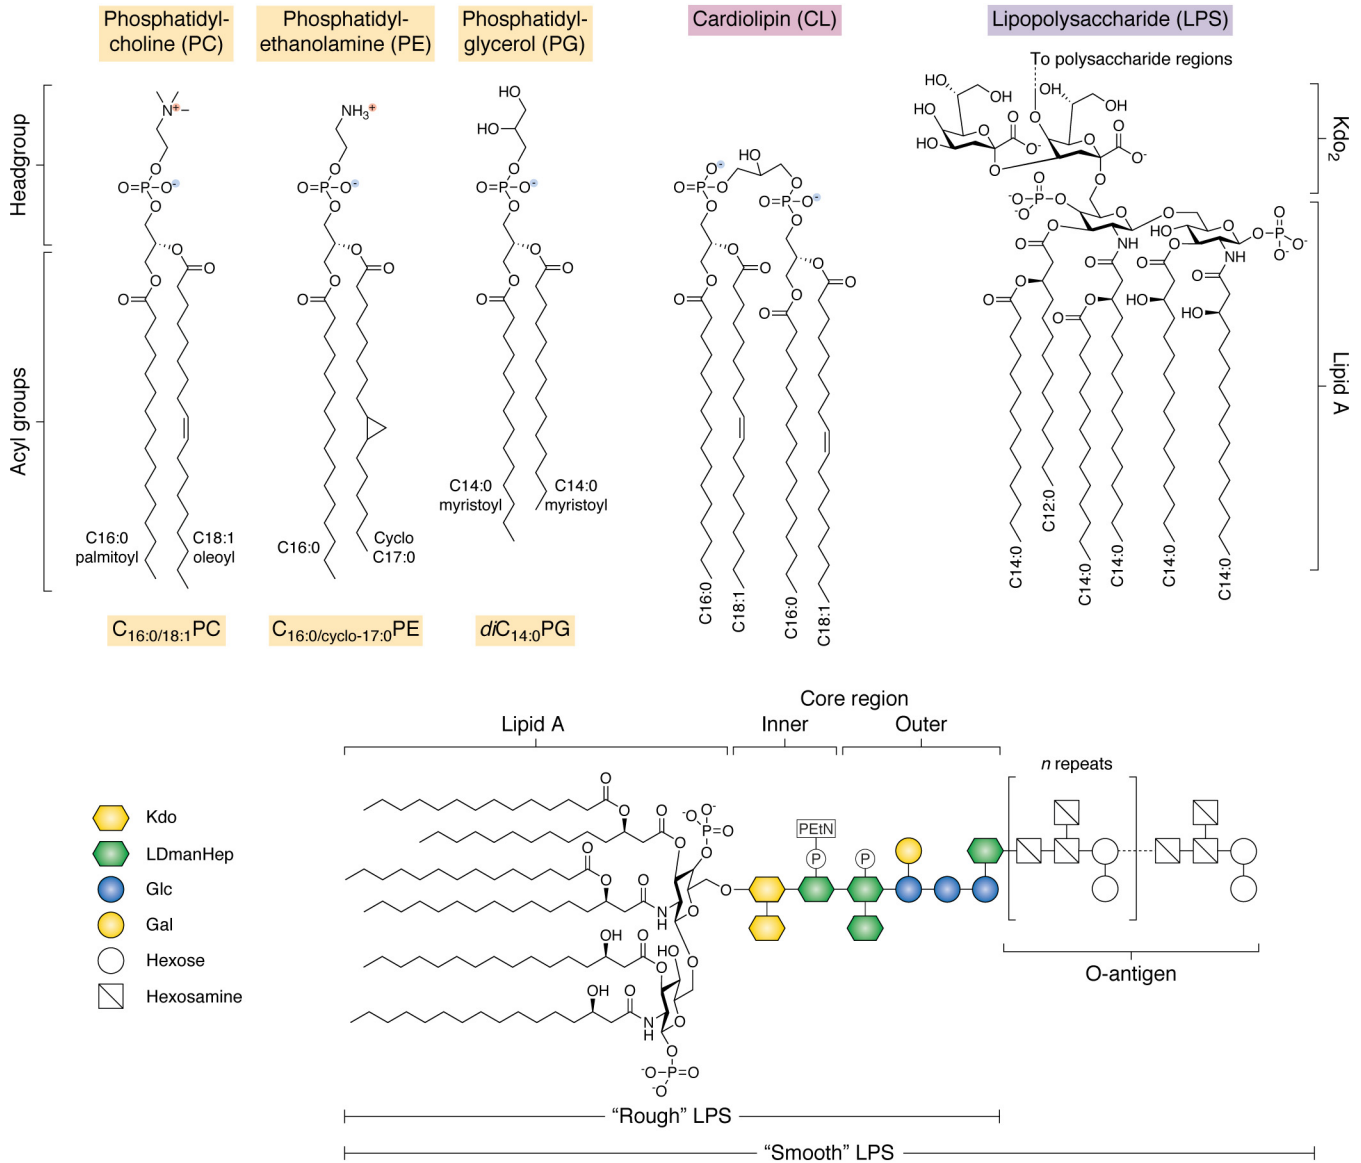 Phosphatidyl-
choline (PC)
Phosphatidyl-
ethanolamine (PE)
Phosphatidyl-
glycerol (PG)
Cardiolipin (CL)
Lipopolysaccharide (LPS)
To polysaccharide regions
Headgroup
Acyl groups
Kdo2
Lipid A
C16:0
palmitoyl
C18:1
oleoyl
C16:0
Cyclo
C17:0
C14:0
myristoyl
C14:0
myristoyl
C16:0
C18:1
C16:0
C18:1
C14:0
C12:0
C14:0
C14:0
C14:0
C14:0
C16:0/18:1PC
C16:0/cyclo-17:0PE
diC14:0PG
Core region
Lipid A
Inner
Outer
n repeats
PEtN
P
P
Kdo
LDmanHep
Glc
Gal
Hexose
Hexosamine
O-antigen
"Rough" LPS
"Smooth" LPS